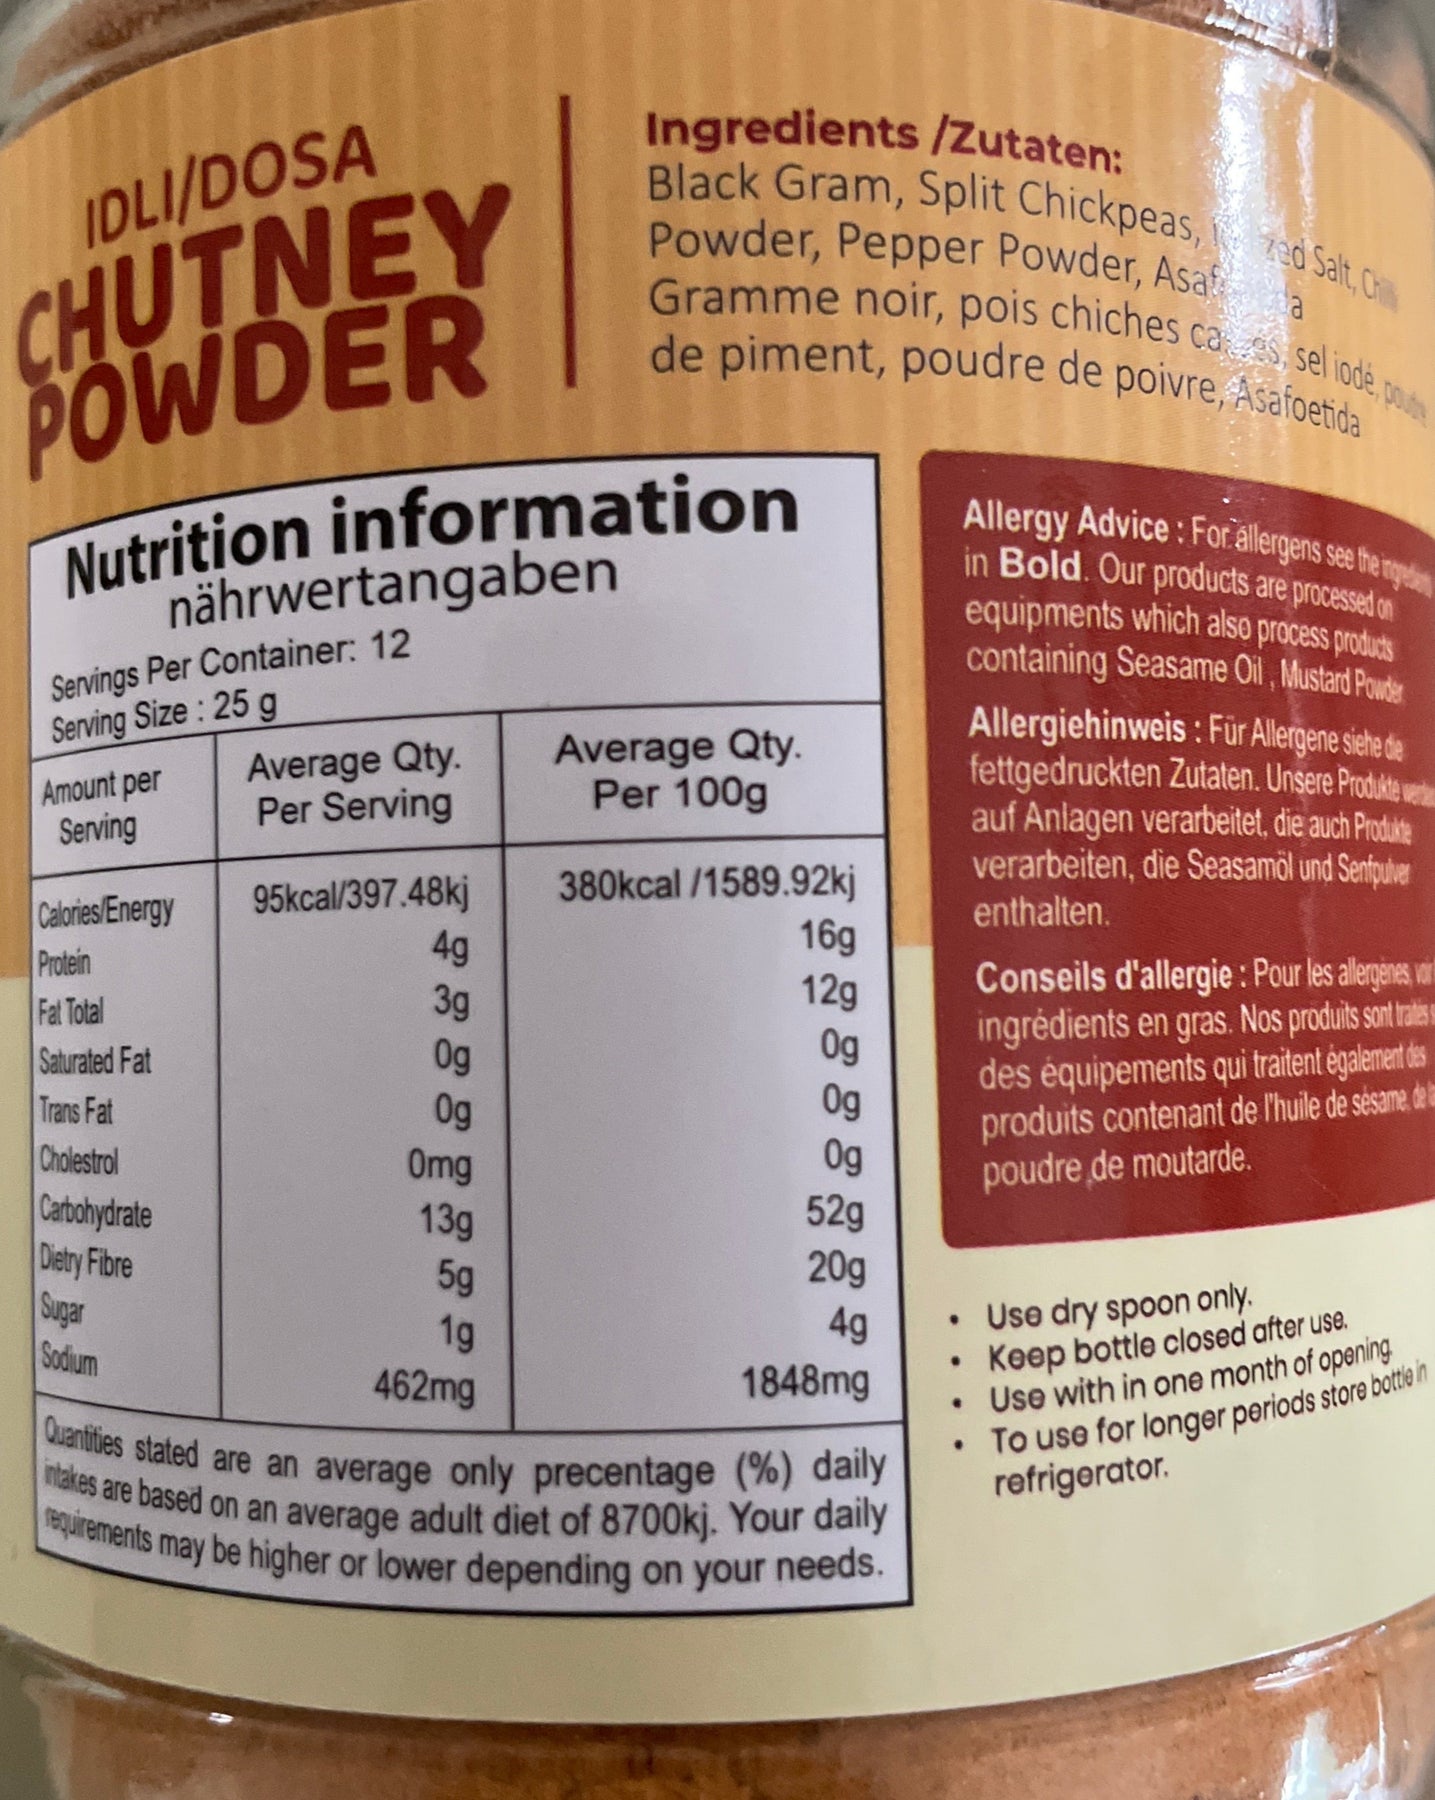 IDLI/DOSA
CHUTNEY
POWDER
Ingredients /Zutaten:
Black Gram, Split Chickpeas, Salt, Chilli
Powder, Pepper Powder,
Gramme noir, pois chiches sel iodé, poudre
de piment, poudre de poivre, Asafoetida
Nutrition information
nährwertangaben
Servings Per Container: 12
Serving Size : 25 g
Amount per Serving Average Qty. Per Serving Average Qty. Per 100g
Calories/Energy 95kcal/397.48kj 380kcal /1589.92kj
Protein 4g 16g
Fat Total 3g 12g
Saturated Fat 0g 0g
Trans Fat 0g 0g
Cholestrol 0mg 0g
Carbohydrate 13g 52g
Dietry Fibre 5g 20g
Sugar 1g 4g
Sodium 462mg 1848mg
Quantities stated are an average only precentage (%) daily
intakes are based on an average adult diet of 8700kj. Your daily
requirements may be higher or lower depending on your needs.
Allergy Advice : For allergens see the
in Bold. Our products are processed on
equipments which also process products
containing Seasame Oil , Mustard Powder
Allergiehinweis : Für Allergene siehe die
fettgedruckten Zutaten. Unsere Produkte
auf Anlagen verarbeitet, die auch Produkte
verarbeiten, die Seasamöl und Senfpulver
enthalten.
Conseils d'allergie : Pour les allergènes,
ingrédients en gras. Nos produits sont traités
des équipements qui traitent également des
produits contenant de l'huile de sésame, de
poudre de moutarde.
• Use dry spoon only.
• Keep bottle closed after use.
• Use with in one month of opening.
• To use for longer periods store bottle in
refrigerator.